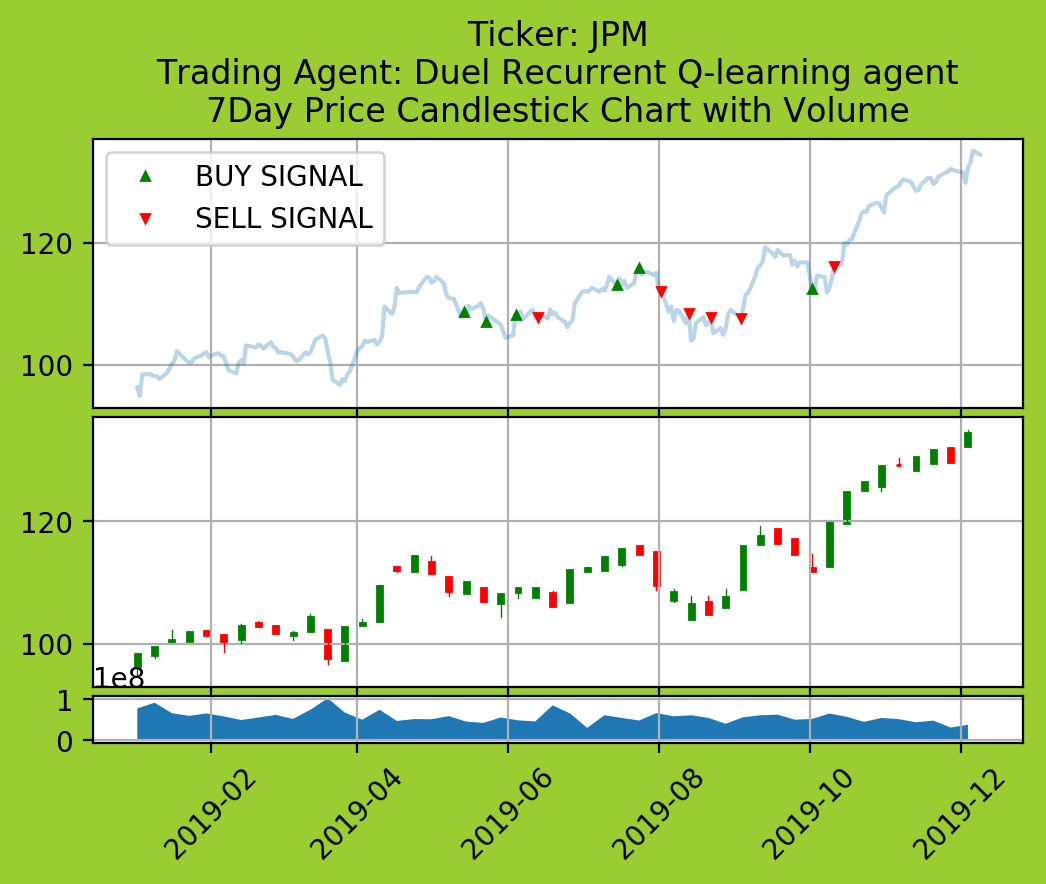 Ticker: JPM
Trading Agent: Duel Recurrent Q-learning agent
7Day Price Candlestick Chart with Volume
BUY SIGNAL
SELL SIGNAL
120
100
120
100
1e8
1
0
2019-02
2019-04
2019-06
2019-08
2019-10
2019-12